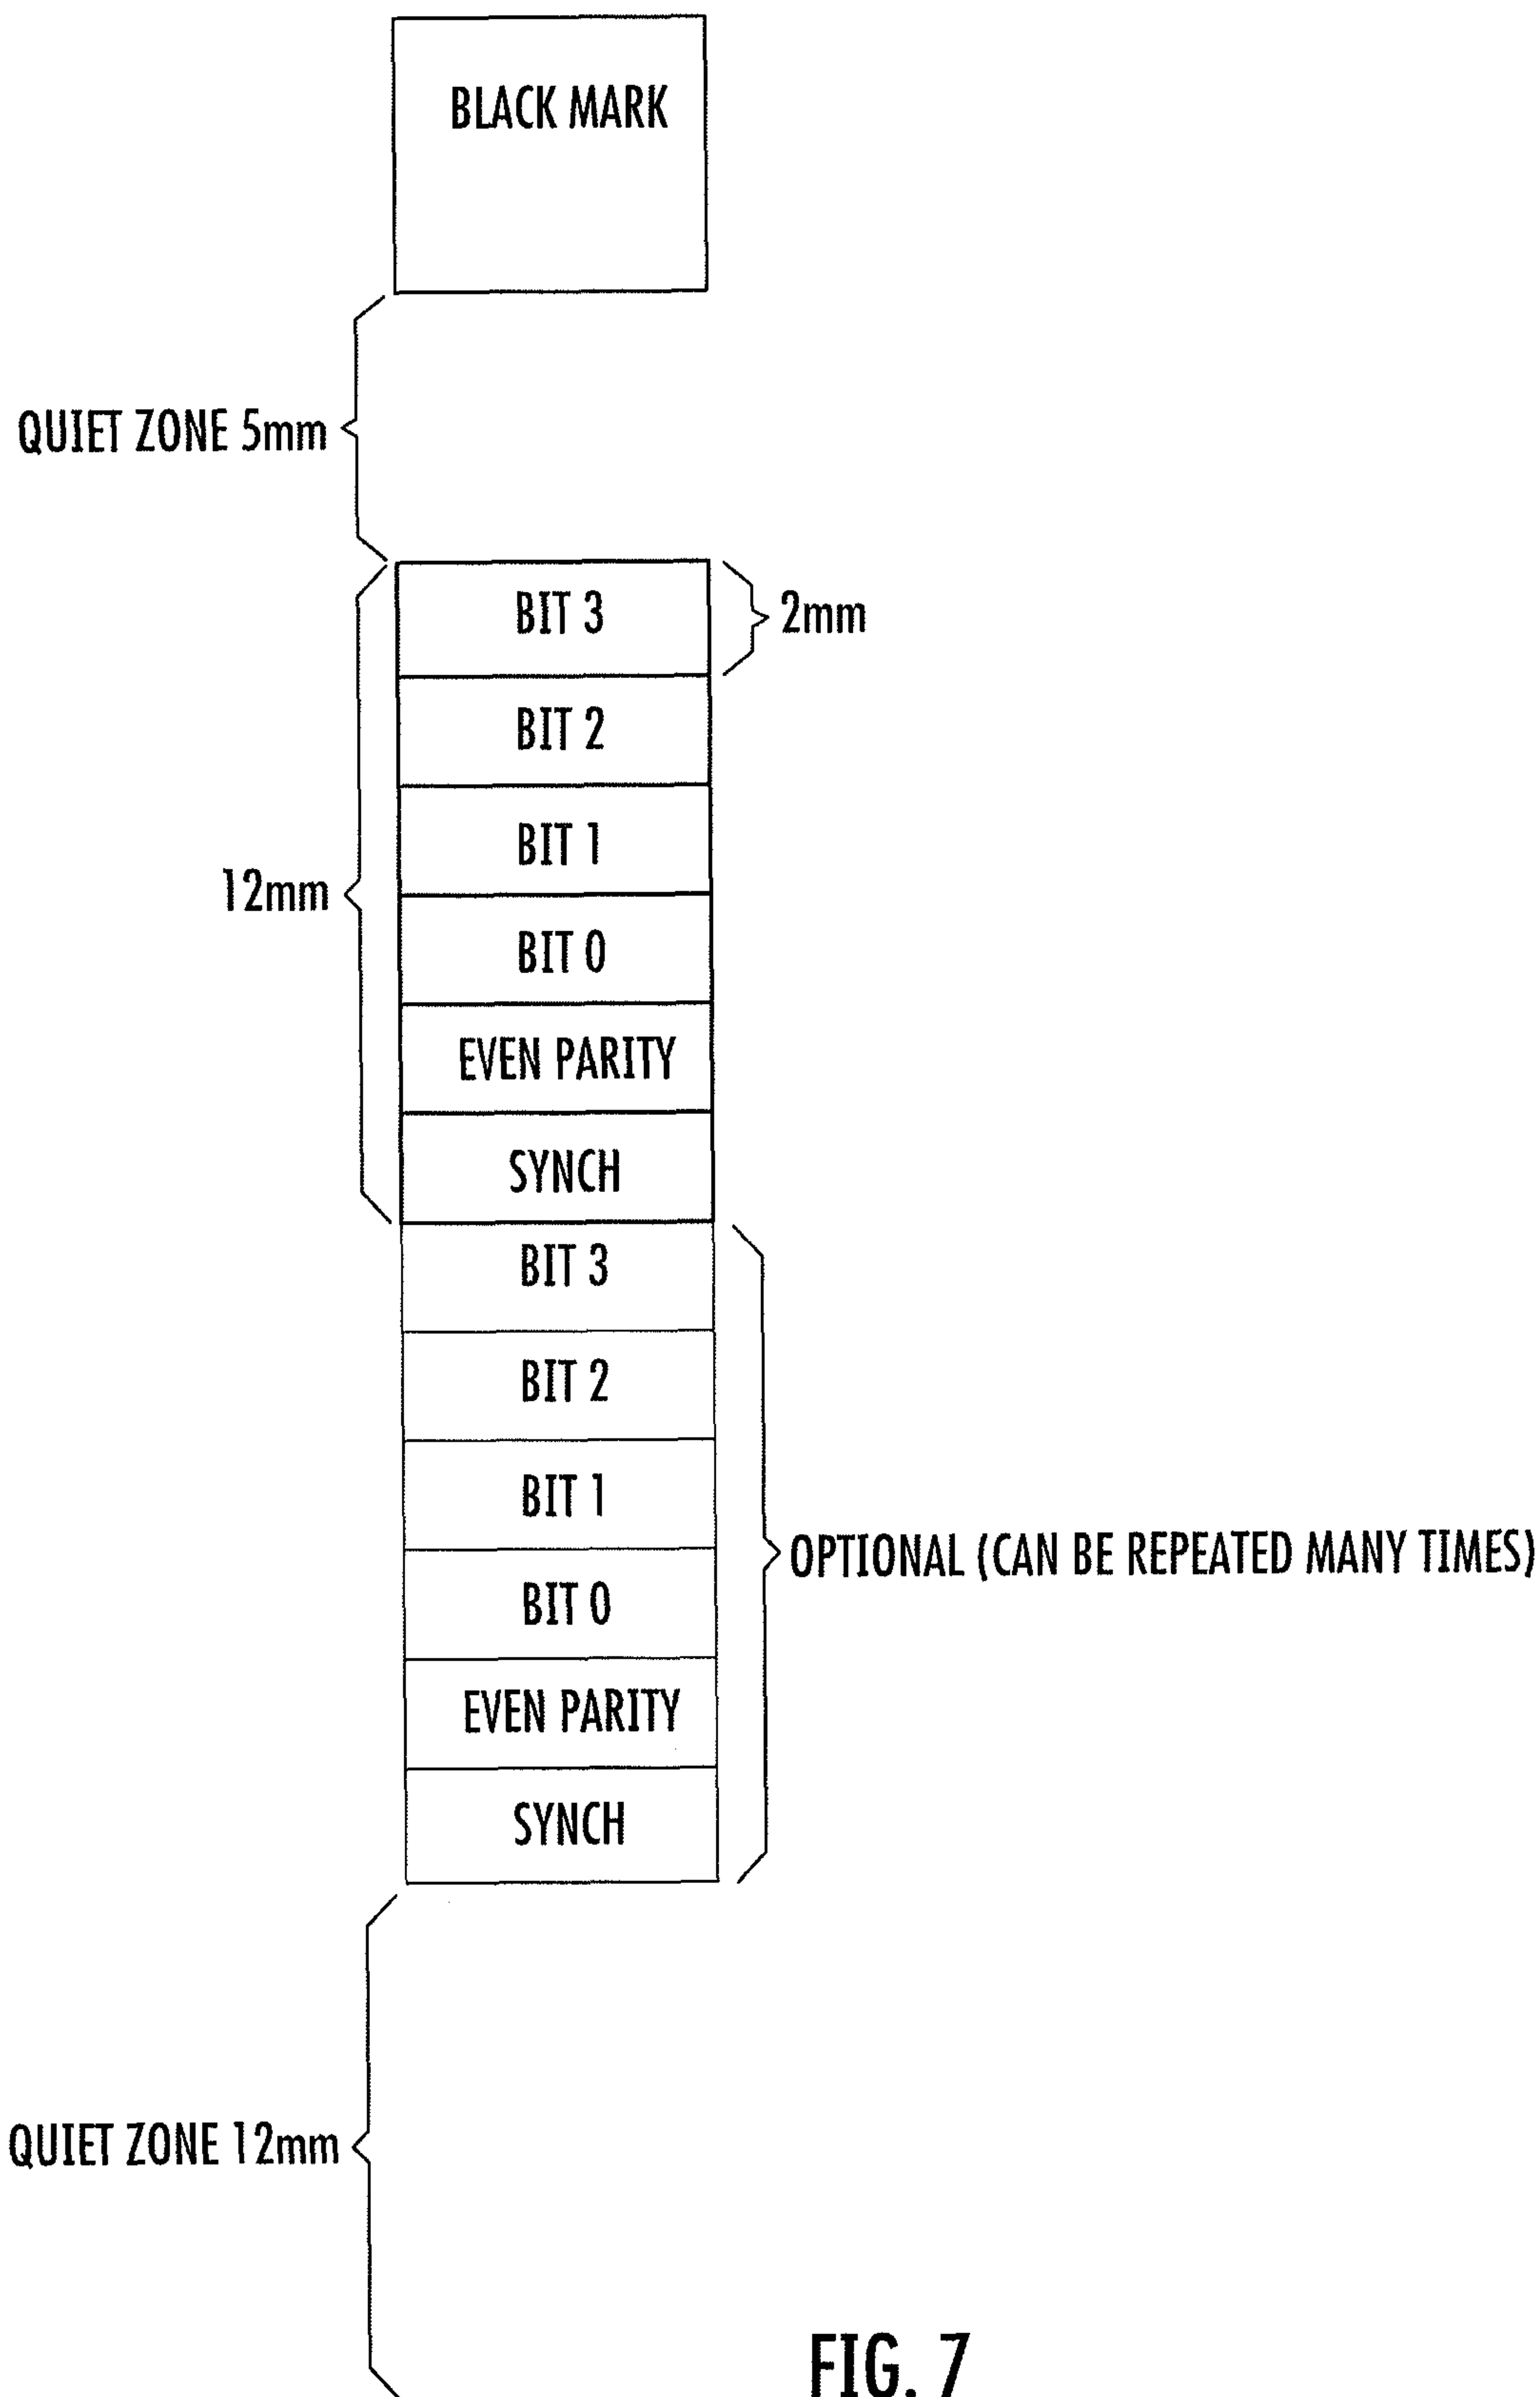 BLACK MARK
QUIET ZONE 5mm
BIT 3
2mm
BIT 2
BIT 1
12mm
BIT 0
EVEN PARITY
SYNCH
BIT 3
BIT 2
BIT 1
OPTIONAL (CAN BE REPEATED MANY TIMES)
BIT 0
EVEN PARITY
SYNCH
QUIET ZONE 12mm
FIG. 7